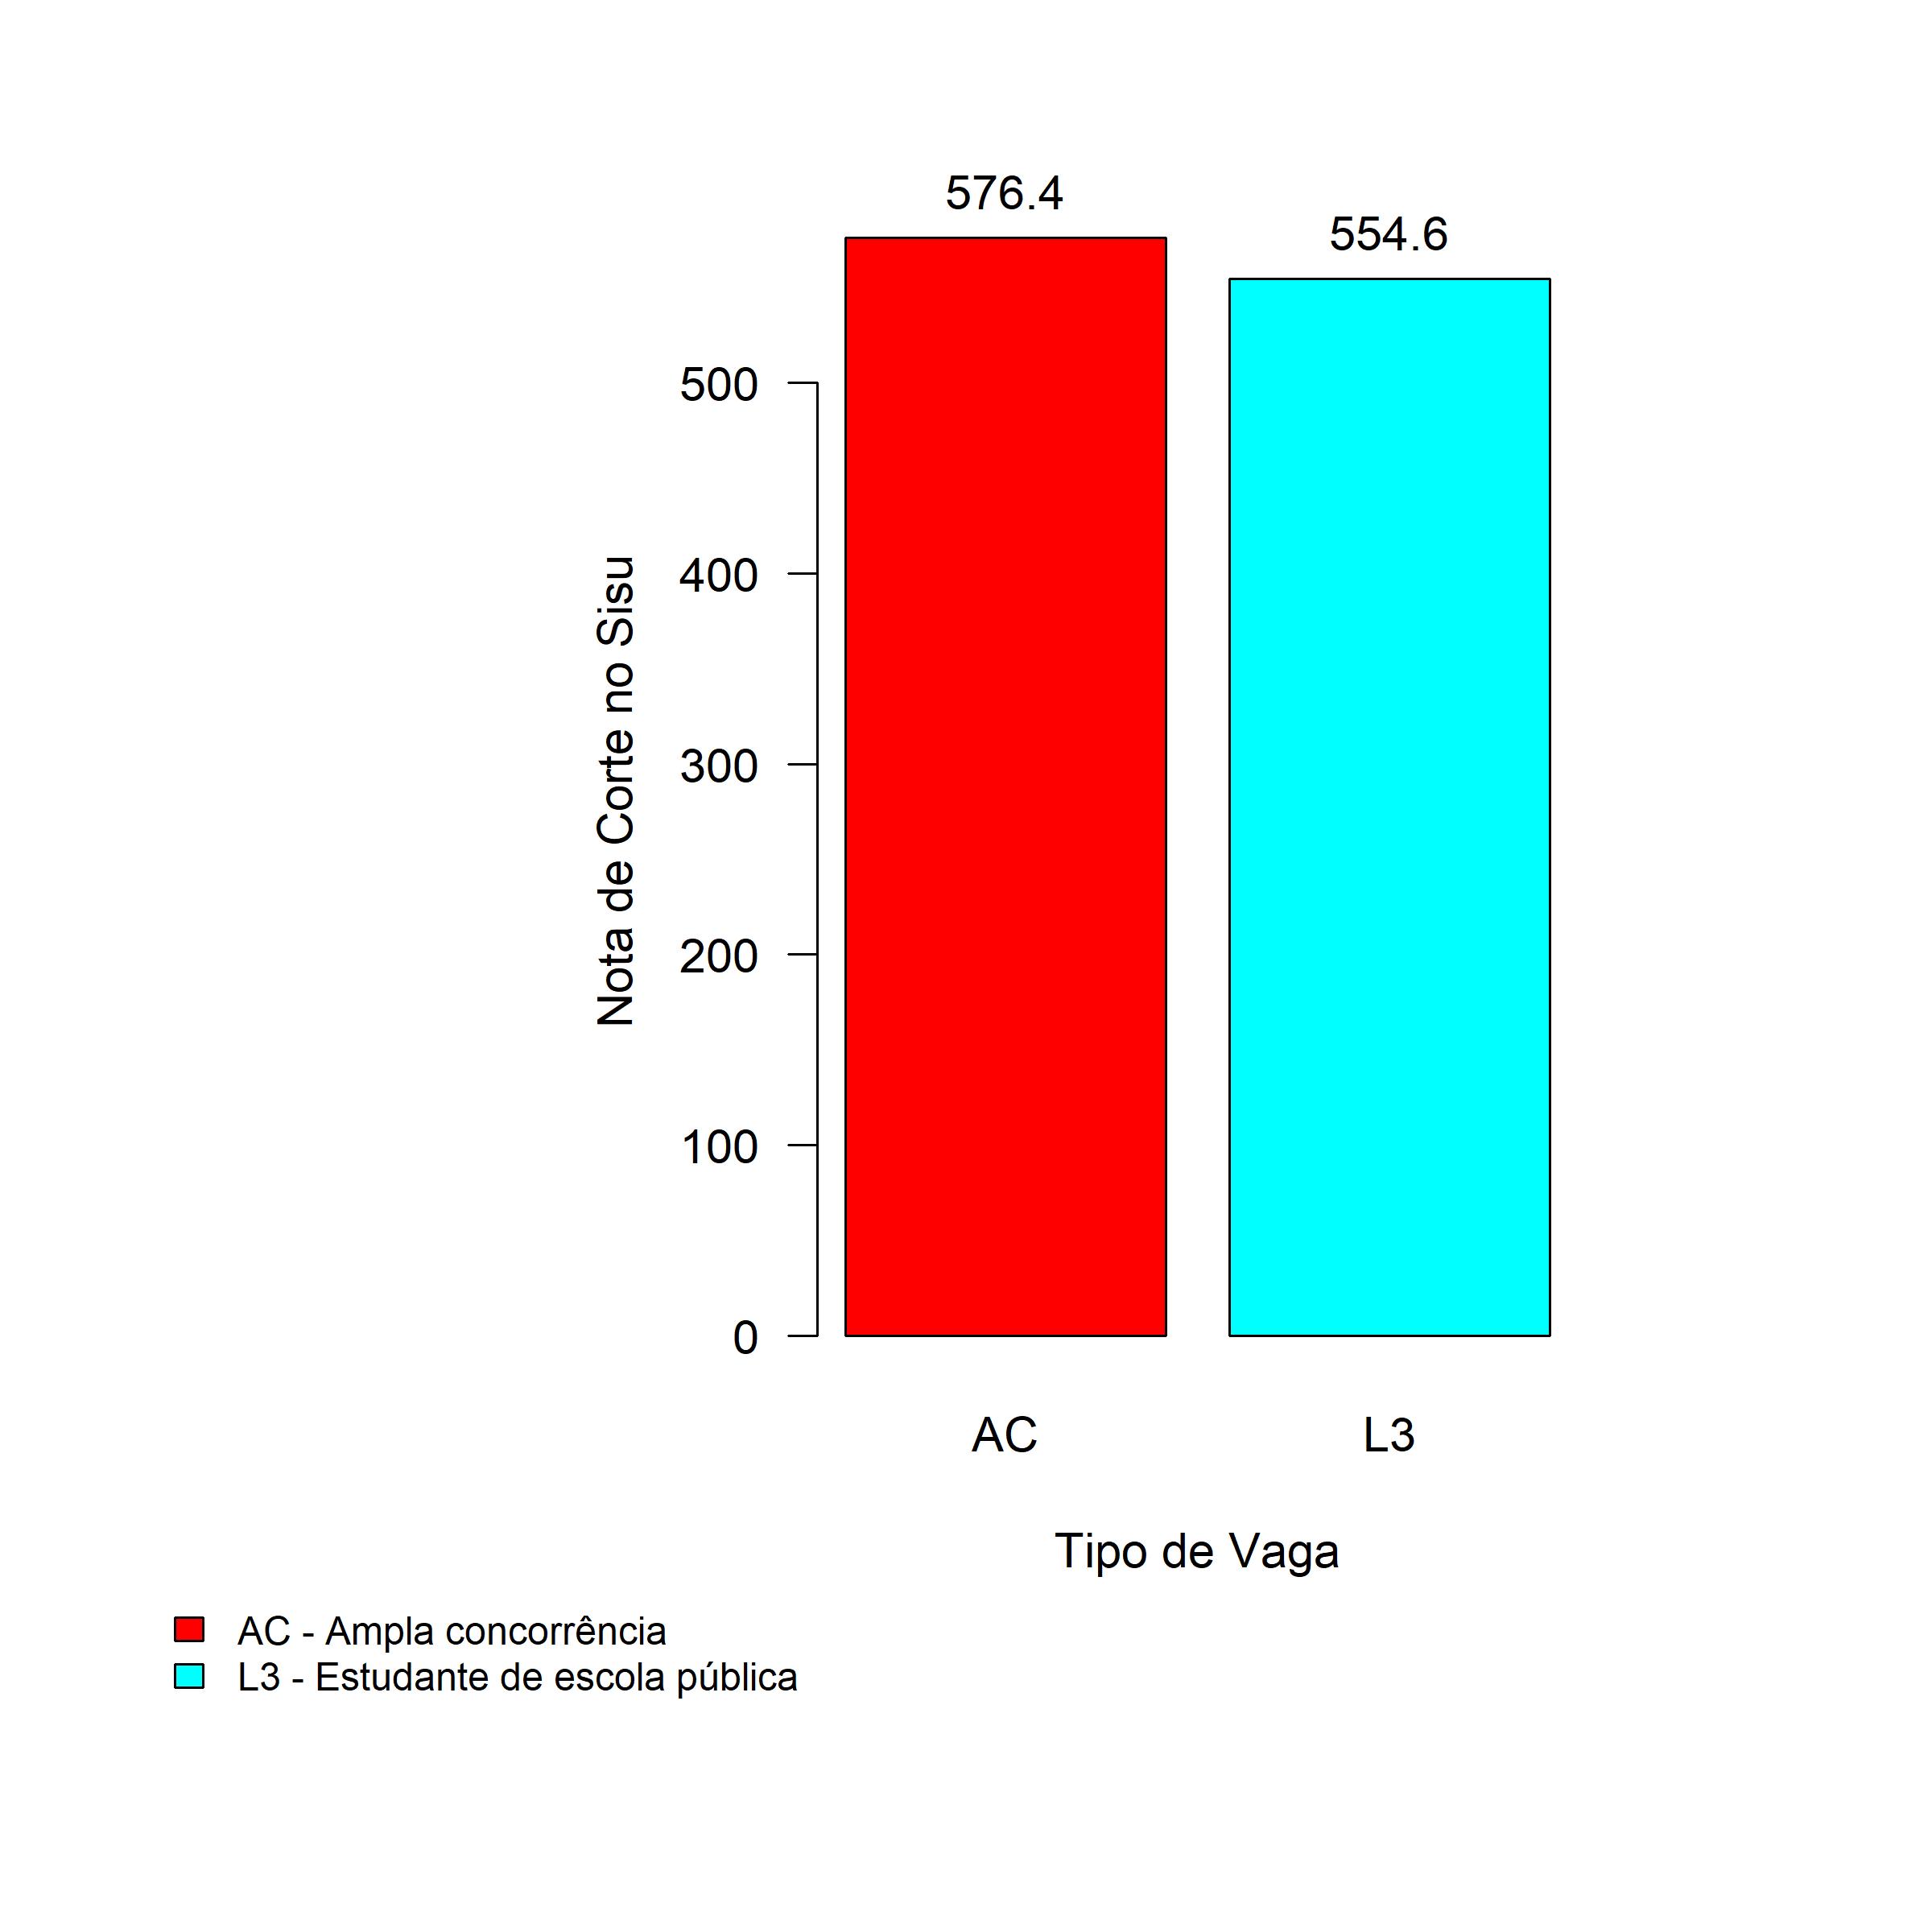 576.4
554.6
500
400
300
200
100
0
Nota de Corte no Sisu
AC
L3
Tipo de Vaga
AC - Ampla concorrência
L3 - Estudante de escola pública